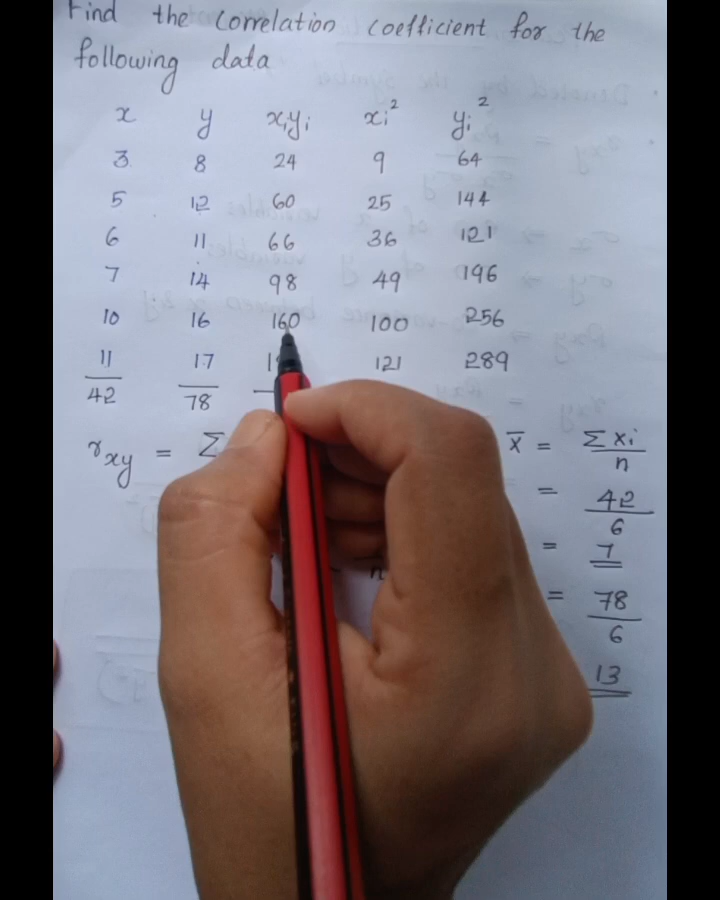 Find the Correlation coefficient for the
following data
x y xᵢyᵢ xᵢ² yᵢ²
3 8 24 9 64
5 12 60 25 144
6 11 66 36 121
7 14 98 49 196
10 16 160 100 256
11 17 121 289
42 78
r_xy = Σ
x̄ = Σxᵢ/n
= 42/6
= 7
= 78/6
13
n